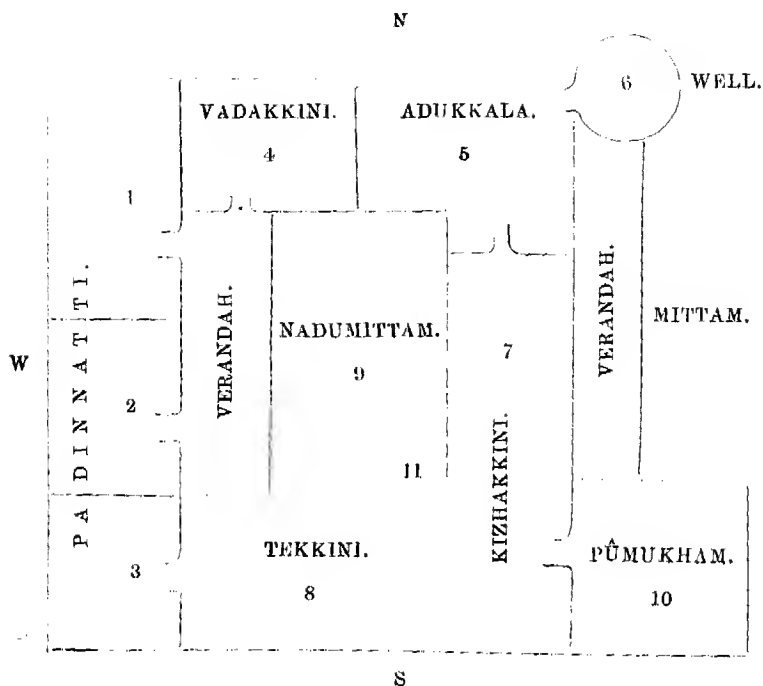 N
6 WELL.
VADAKKINI.
4
ADUKKALA.
5
1
PADINNATTI.
VERANDAH.
NADUMITTAM.
9
7
VERANDAH.
MITTAM.
W
2
11
KIZHAKKINI.
TEKKINI.
8
3
PÛMUKHAM.
10
S